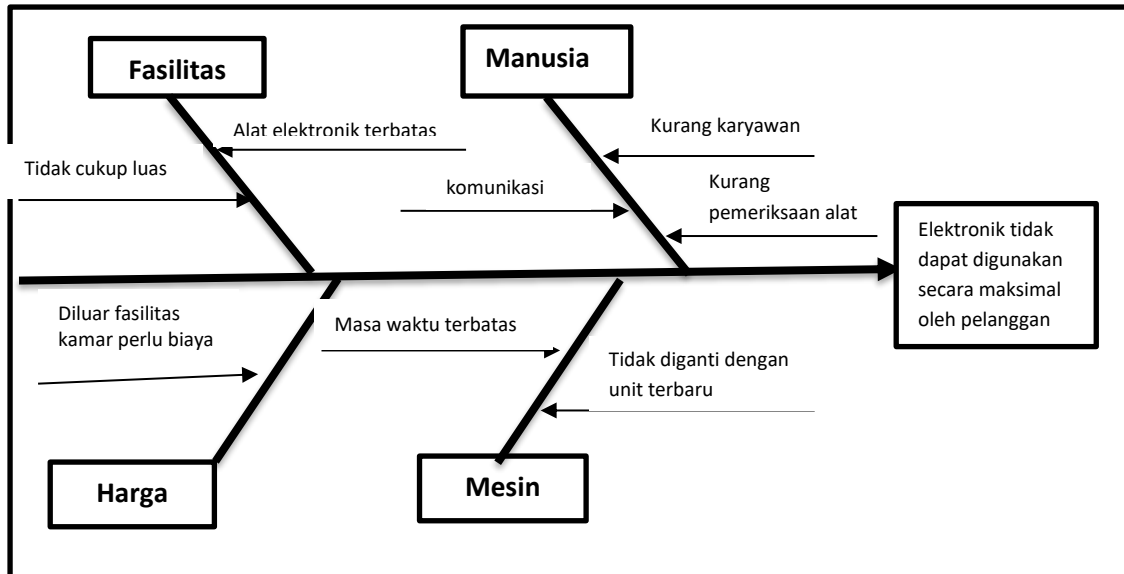 Fasilitas
Manusia
Alat elektronik terbatas
Tidak cukup luas
Kurang karyawan
komunikasi
Kurang
pemeriksaan alat
Elektronik tidak
dapat digunakan
secara maksimal
oleh pelanggan
Diluar fasilitas
kamar perlu biaya
Masa waktu terbatas
Tidak diganti dengan
unit terbaru
Harga
Mesin